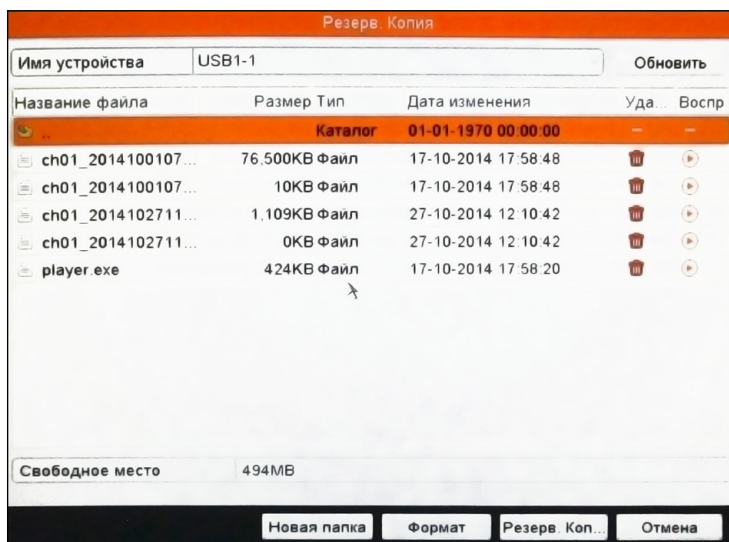 Резерв. Копия
Имя устройства USB1-1 Обновить
Название файла Размер Тип Дата изменения Уда... Воспр
.. Каталог 01-01-1970 00:00:00 — —
ch01_2014100107... 76,500KB Файл 17-10-2014 17:58:48
ch01_2014100107... 10KB Файл 17-10-2014 17:58:48
ch01_2014102711... 1,109KB Файл 27-10-2014 12:10:42
ch01_2014102711... 0KB Файл 27-10-2014 12:10:42
player.exe 424KB Файл 17-10-2014 17:58:20
Свободное место 494MB
Новая папка Формат Резерв. Коп... Отмена